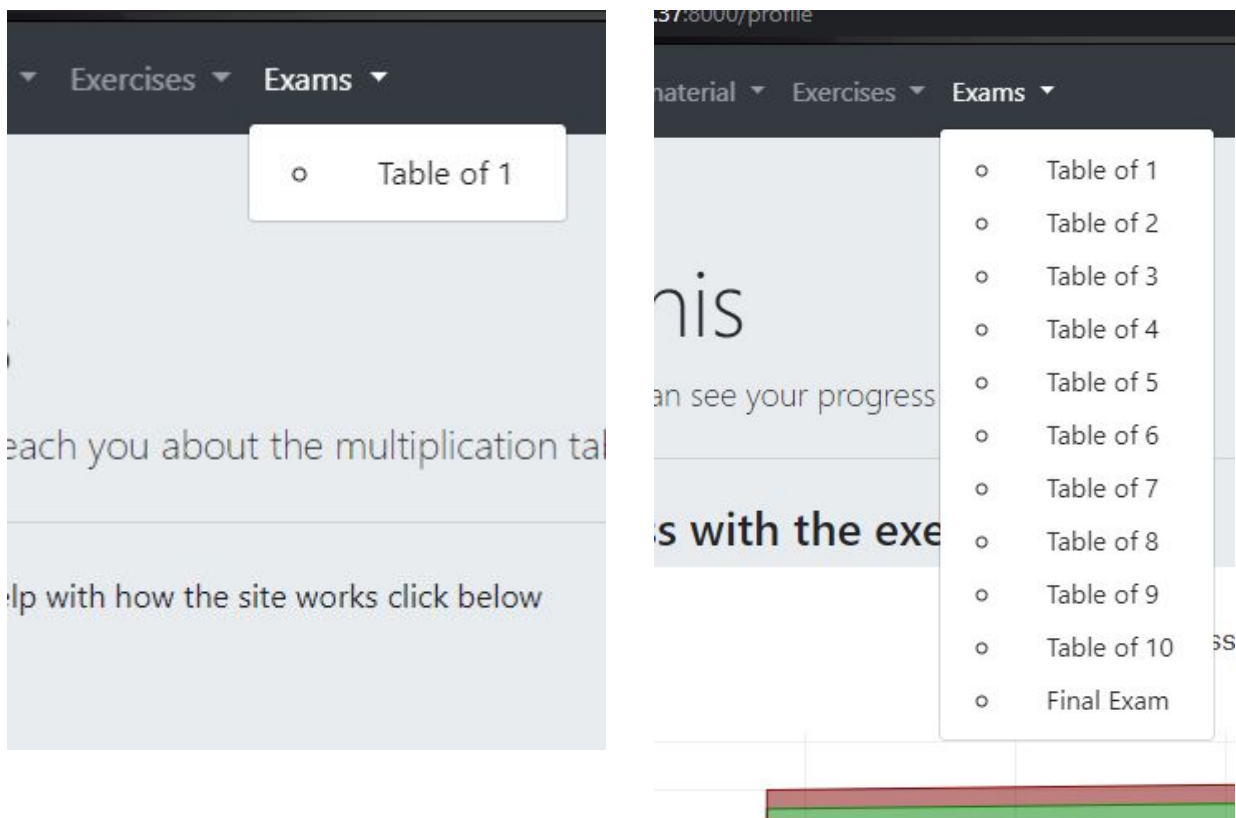 Exercises Exams
Table of 1
each you about the multiplication
elp with how the site works click below
.37:8000/profile
material Exercises Exams
Table of 1
Table of 2
Table of 3
Table of 4
Table of 5
Table of 6
Table of 7
Table of 8
Table of 9
Table of 10
Final Exam
nis
an see your progress
s with the exe
ss